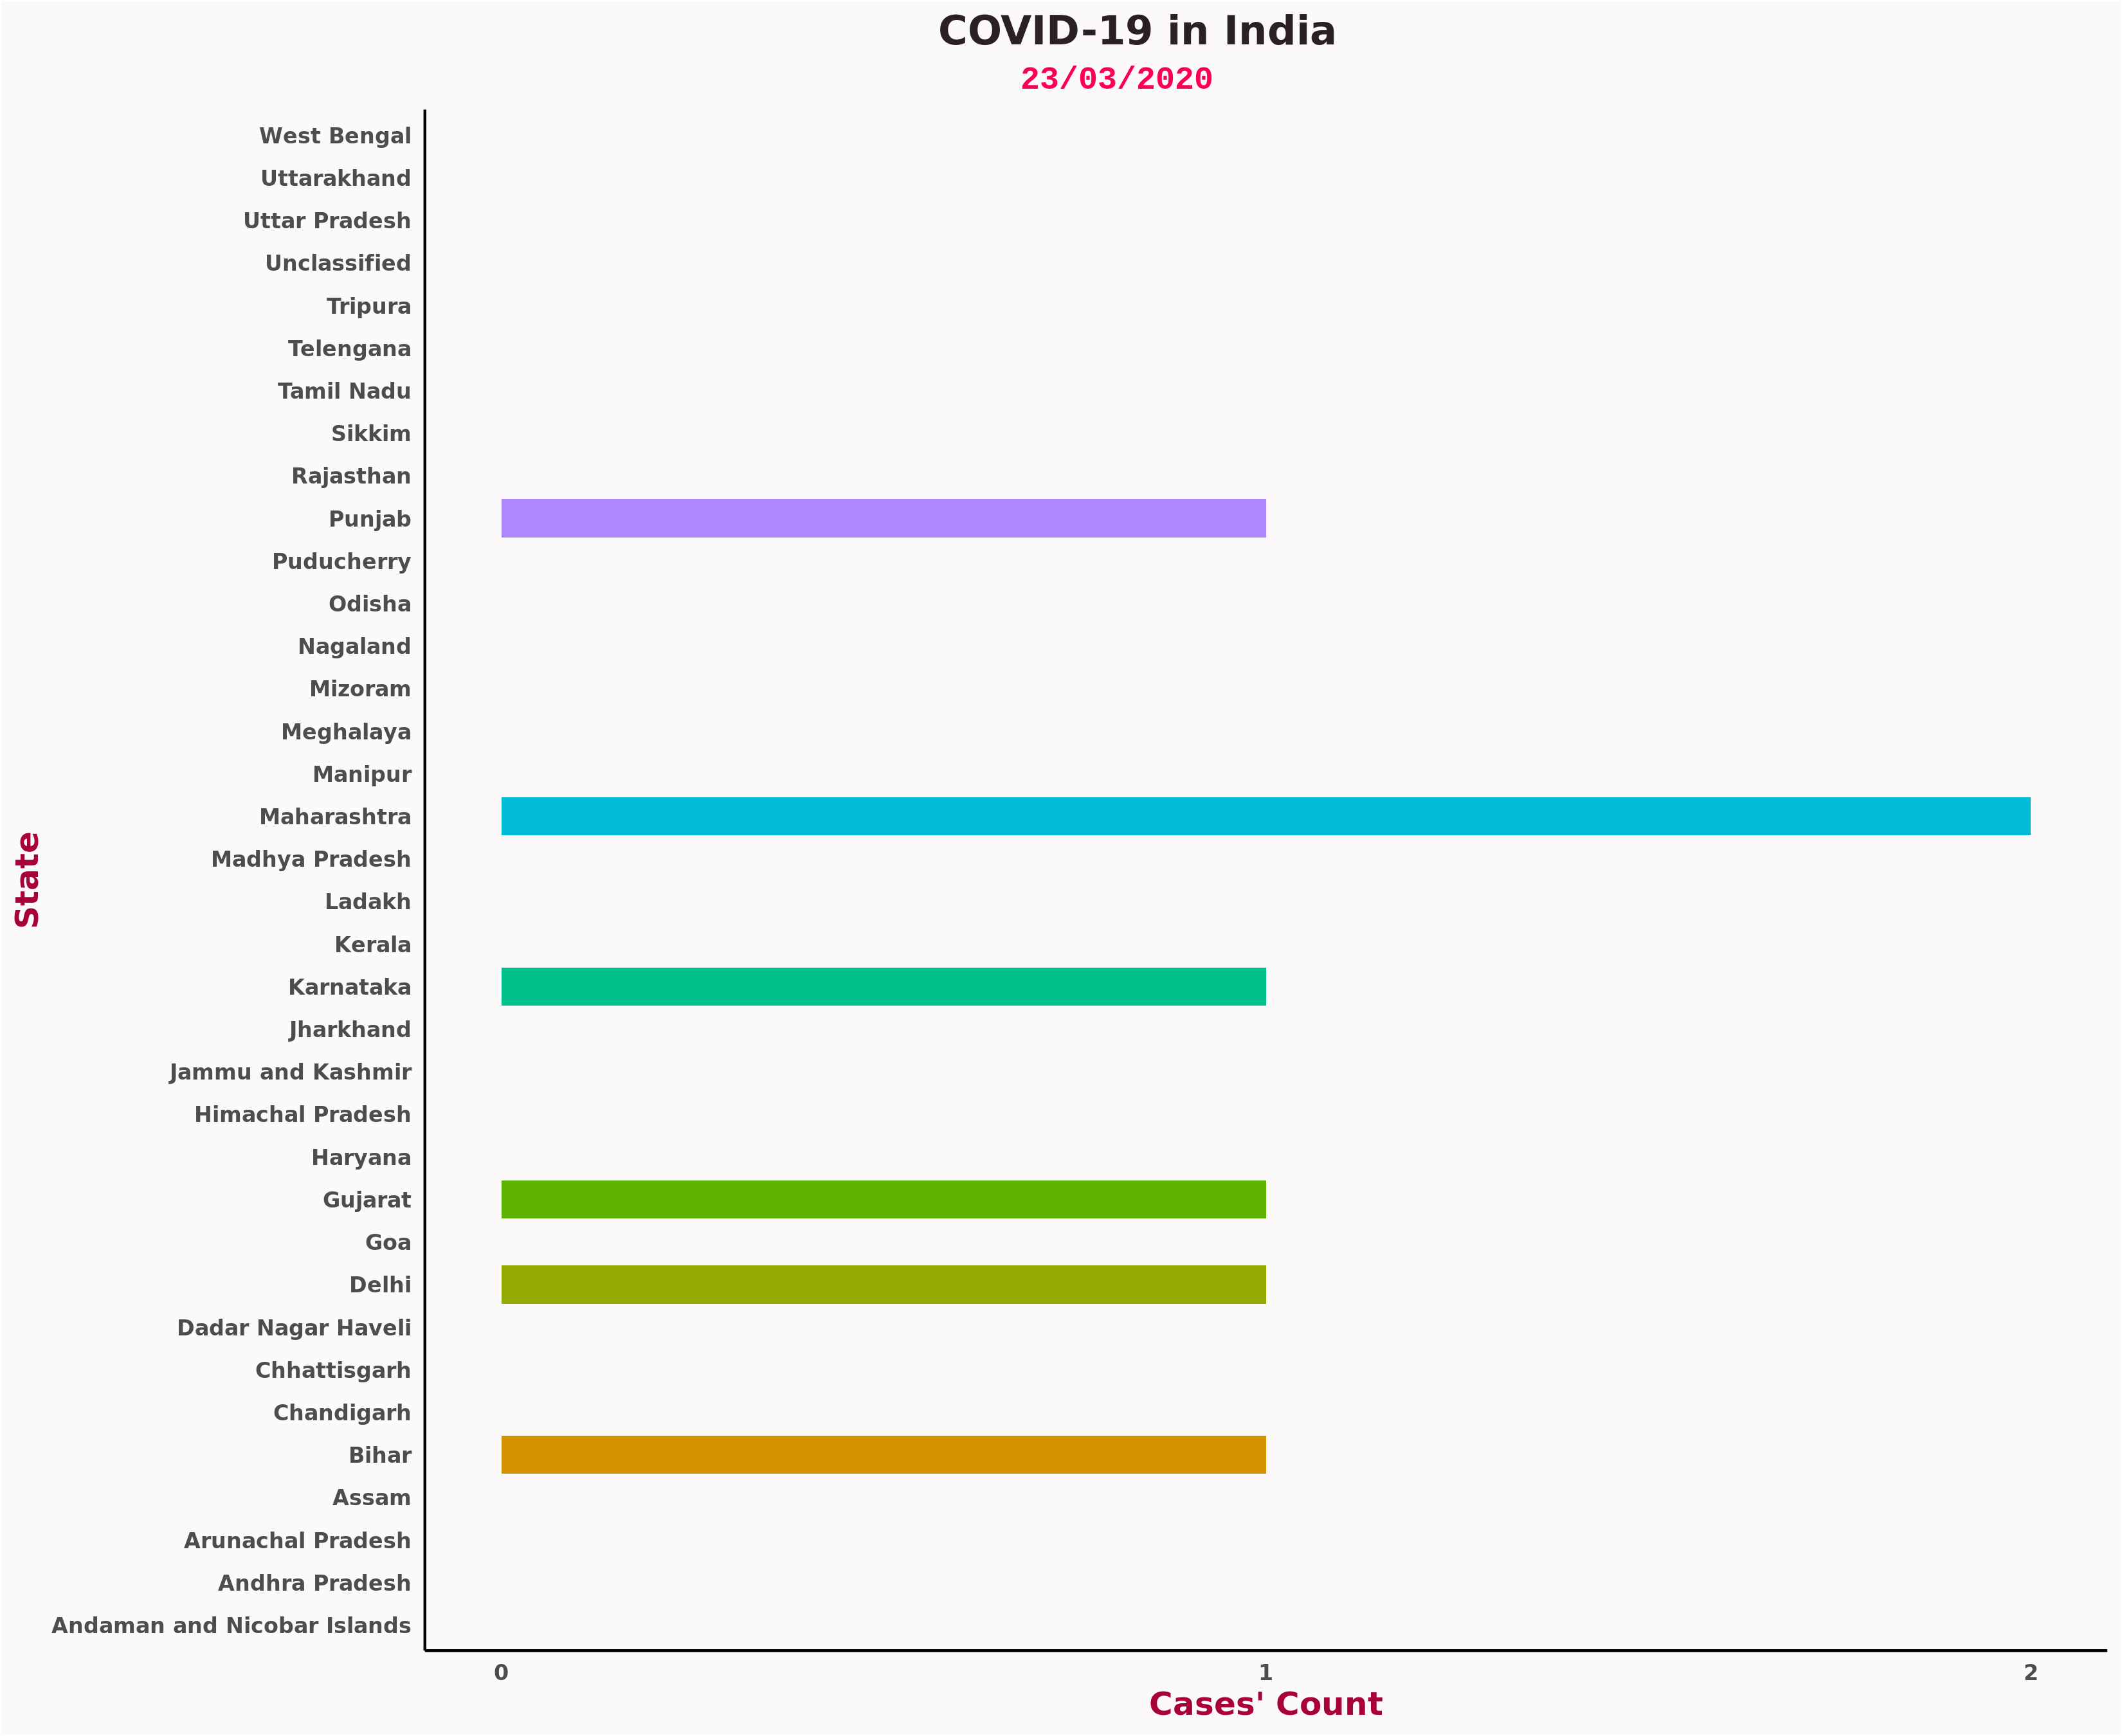 COVID-19 in India
23/03/2020
State
West Bengal
Uttarakhand
Uttar Pradesh
Unclassified
Tripura
Telengana
Tamil Nadu
Sikkim
Rajasthan
Punjab
Puducherry
Odisha
Nagaland
Mizoram
Meghalaya
Manipur
Maharashtra
Madhya Pradesh
Ladakh
Kerala
Karnataka
Jharkhand
Jammu and Kashmir
Himachal Pradesh
Haryana
Gujarat
Goa
Delhi
Dadar Nagar Haveli
Chhattisgarh
Chandigarh
Bihar
Assam
Arunachal Pradesh
Andhra Pradesh
Andaman and Nicobar Islands
0 1 2
Cases' Count